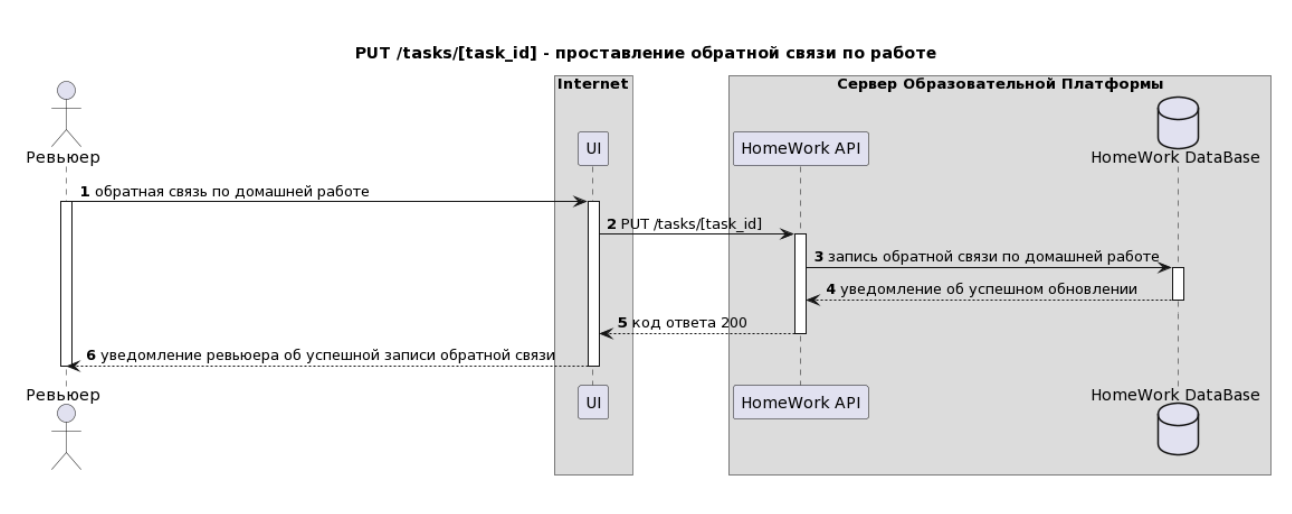 PUT /tasks/[task_id] - проставление обратной связи по работе
Internet
Сервер Образовательной Платформы
Ревьюер
UI
HomeWork API
HomeWork DataBase
1 обратная связь по домашней работе
2 PUT /tasks/[task_id]
3 запись обратной связи по домашней работе
4 уведомление об успешном обновлении
5 код ответа 200
6 уведомление ревьюера об успешной записи обратной связи
Ревьюер
UI
HomeWork API
HomeWork DataBase